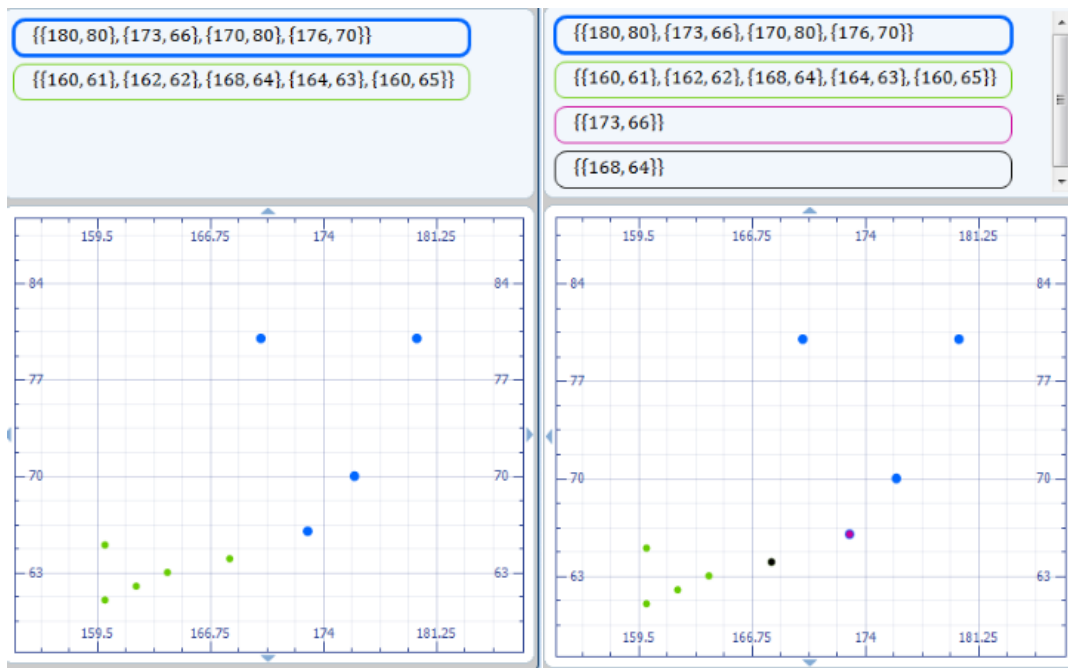 {{180, 80}, {173, 66}, {170, 80}, {176, 70}}
{{160, 61}, {162, 62}, {168, 64}, {164, 63}, {160, 65}}
159.5 166.75 174 181.25
84 84
77 77
70 70
63 63
159.5 166.75 174 181.25
{{180, 80}, {173, 66}, {170, 80}, {176, 70}}
{{160, 61}, {162, 62}, {168, 64}, {164, 63}, {160, 65}}
{{173, 66}}
{{168, 64}}
159.5 166.75 174 181.25
84 84
77 77
70 70
63 63
159.5 166.75 174 181.25